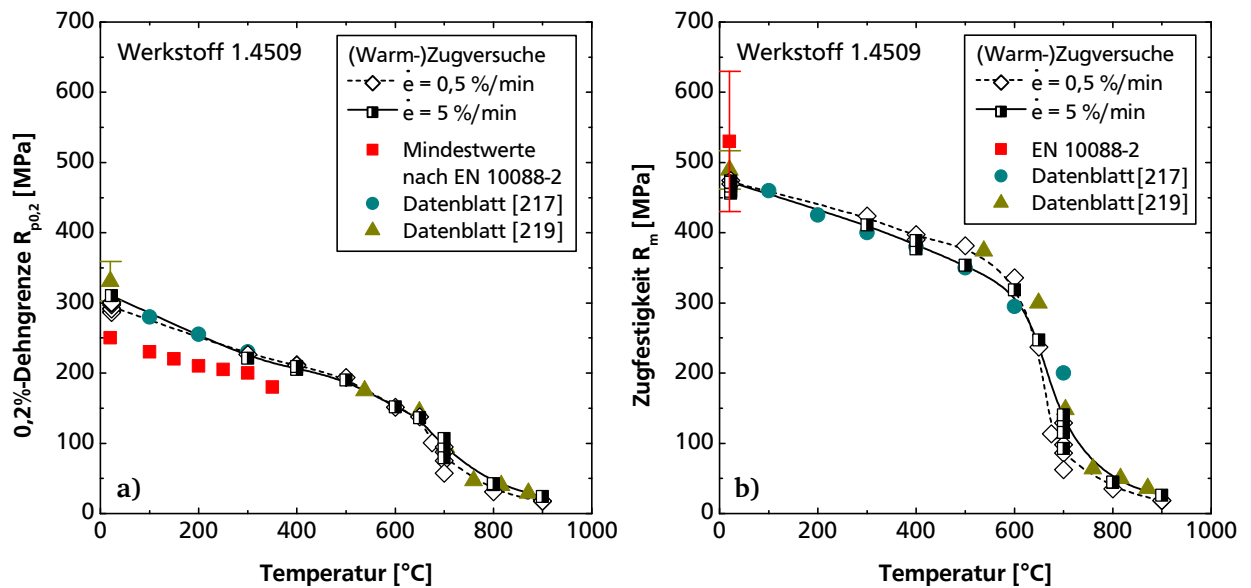 700
600
500
400
300
200
100
0
0,2%-Dehngrenze Rp0,2 [MPa]
Werkstoff 1.4509
(Warm-)Zugversuche
ė = 0,5 %/min
ė = 5 %/min
Mindestwerte
nach EN 10088-2
Datenblatt [217]
Datenblatt [219]
a)
0 200 400 600 800 1000
Temperatur [°C]
700
600
500
400
300
200
100
0
Zugfestigkeit Rm [MPa]
Werkstoff 1.4509
(Warm-)Zugversuche
ė = 0,5 %/min
ė = 5 %/min
EN 10088-2
Datenblatt [217]
Datenblatt [219]
b)
0 200 400 600 800 1000
Temperatur [°C]